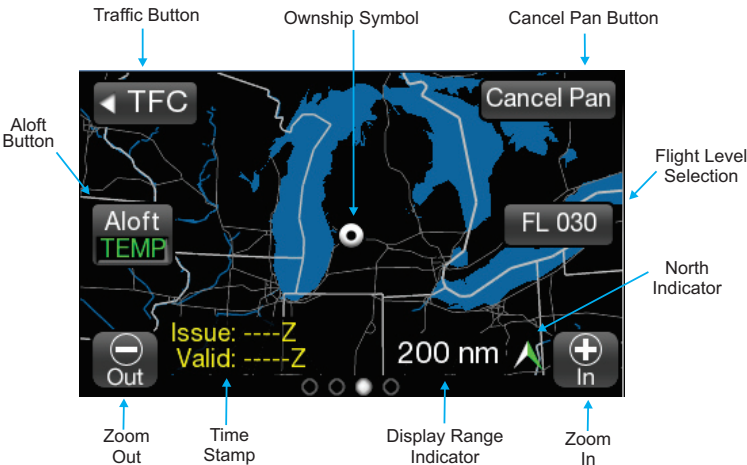 Traffic Button
Ownship Symbol
Cancel Pan Button
TFC
Cancel Pan
Aloft
Button
Flight Level
Selection
Aloft
TEMP
FL 030
North
Indicator
Issue: ----Z
Valid: -----Z
200 nm
Out
In
Zoom
Out
Time
Stamp
Display Range
Indicator
Zoom
In